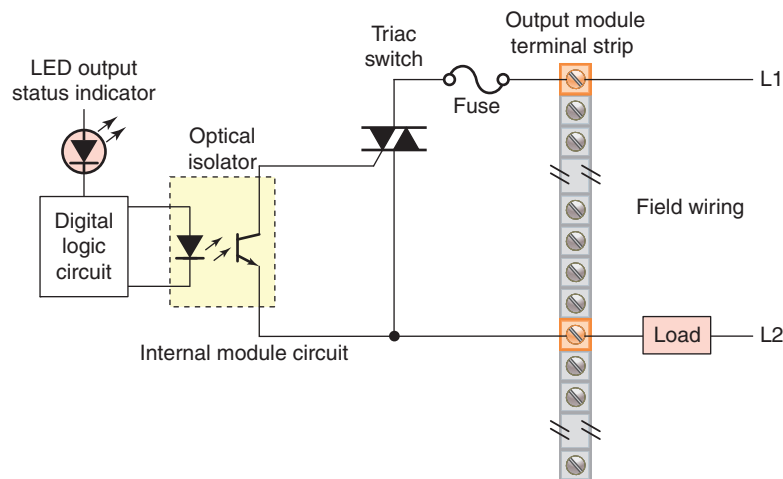 Output module
terminal strip
Triac
switch
L1
LED output
status indicator
Fuse
Optical
isolator
Digital
logic
circuit
Field wiring
Load
L2
Internal module circuit